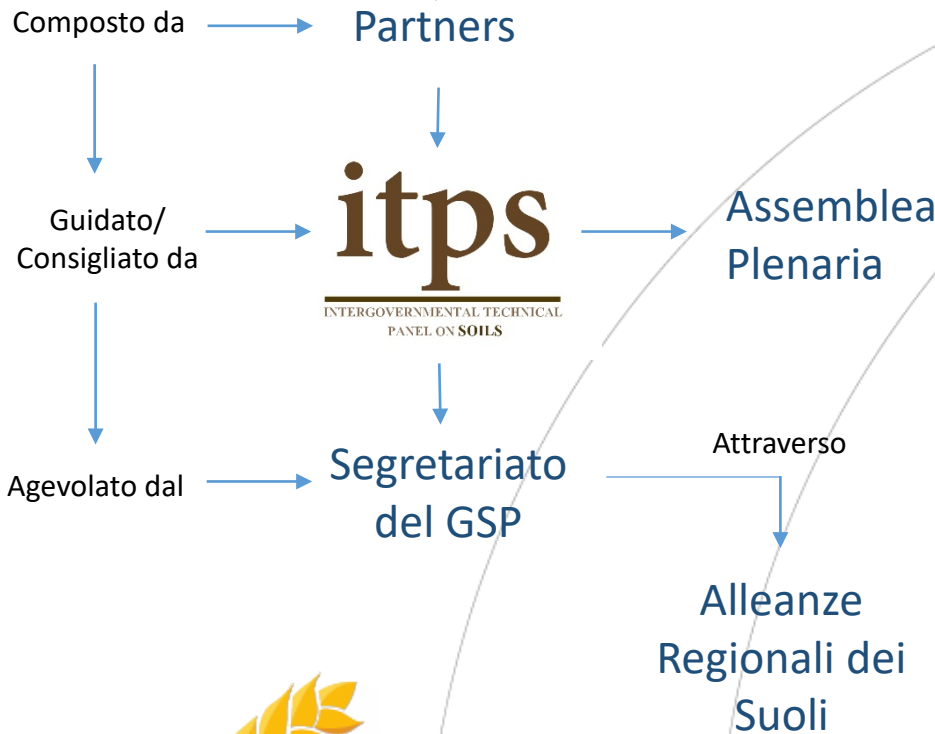 Composto da
Partners
Guidato/
Consigliato da
itps
INTERGOVERNMENTAL TECHNICAL
PANEL ON SOILS
Assemblea
Plenaria
Agevolato dal
Segretariato
del GSP
Attraverso
Alleanze
Regionali dei
Suoli